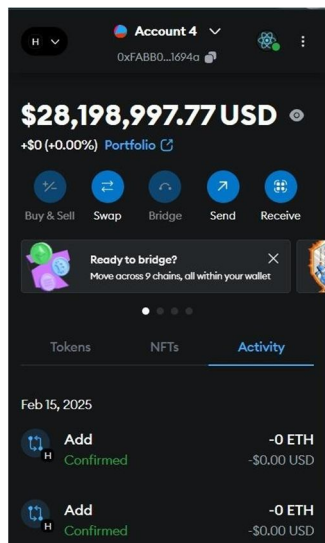 H
Account 4
0xFABB0...1694a
$28,198,997.77 USD
+$0 (+0.00%) Portfolio
Buy & Sell Swap Bridge Send Receive
Ready to bridge?
Move across 9 chains, all within your wallet
Tokens NFTs Activity
Feb 15, 2025
Add -0 ETH
H Confirmed -$0.00 USD
Add -0 ETH
H Confirmed -$0.00 USD